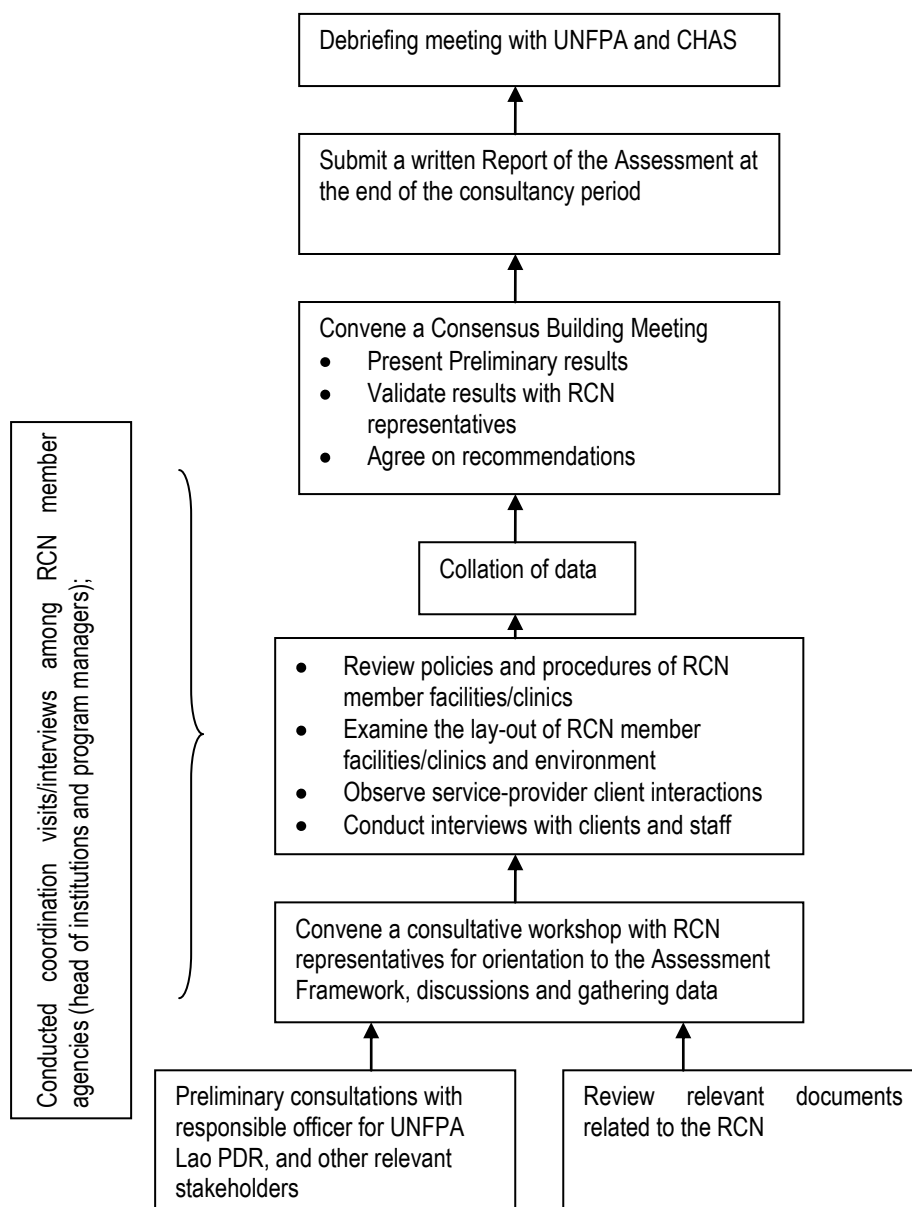 Debriefing meeting with UNFPA and CHAS
Submit a written Report of the Assessment at
the end of the consultancy period
Convene a Consensus Building Meeting
• Present Preliminary results
• Validate results with RCN
representatives
• Agree on recommendations
Conducted coordination visits/interviews among RCN member
agencies (head of institutions and program managers);
Collation of data
• Review policies and procedures of RCN
member facilities/clinics
• Examine the lay-out of RCN member
facilities/clinics and environment
• Observe service-provider client interactions
• Conduct interviews with clients and staff
Convene a consultative workshop with RCN
representatives for orientation to the Assessment
Framework, discussions and gathering data
Preliminary consultations with
responsible officer for UNFPA
Lao PDR, and other relevant
stakeholders
Review relevant documents
related to the RCN